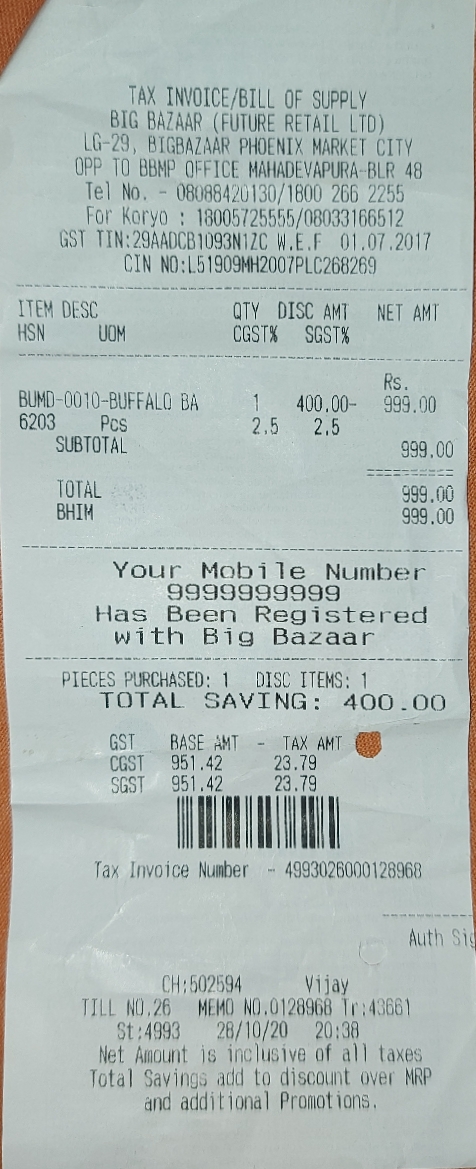 TAX INVOICE/BILL OF SUPPLY
BIG BAZAAR (FUTURE RETAIL LTD)
LG-29, BIGBAZAAR PHOENIX MARKET CITY
OPP TO BBMP OFFICE MAHADEVAPURA-BLR 48
Tel No. - 08088420130/1800 266 2255
For Koryo : 18005725555/08033166512
GST TIN:29AADCB1093N1ZC W.E.F 01.07.2017
CIN NO:L51909MH2007PLC268269
ITEM DESC QTY DISC AMT NET AMT
HSN UOM CGST% SGST%
Rs.
BUMD-0010-BUFFALO BA 1 400.00- 999.00
6203 Pcs 2.5 2.5
SUBTOTAL 999.00
TOTAL 999.00
BHIM 999.00
Your Mobile Number
9999999999
Has Been Registered
with Big Bazaar
PIECES PURCHASED: 1 DISC ITEMS: 1
TOTAL SAVING: 400.00
GST BASE AMT - TAX AMT
CGST 951.42 23.79
SGST 951.42 23.79
Tax Invoice Number - 4993026000128968
Auth Sig
CH:502594 Vijay
TILL NO.26 MEMO NO.0128968 Tr:43661
St:4993 28/10/20 20:38
Net Amount is inclusive of all taxes
Total Savings add to discount over MRP
and additional Promotions.